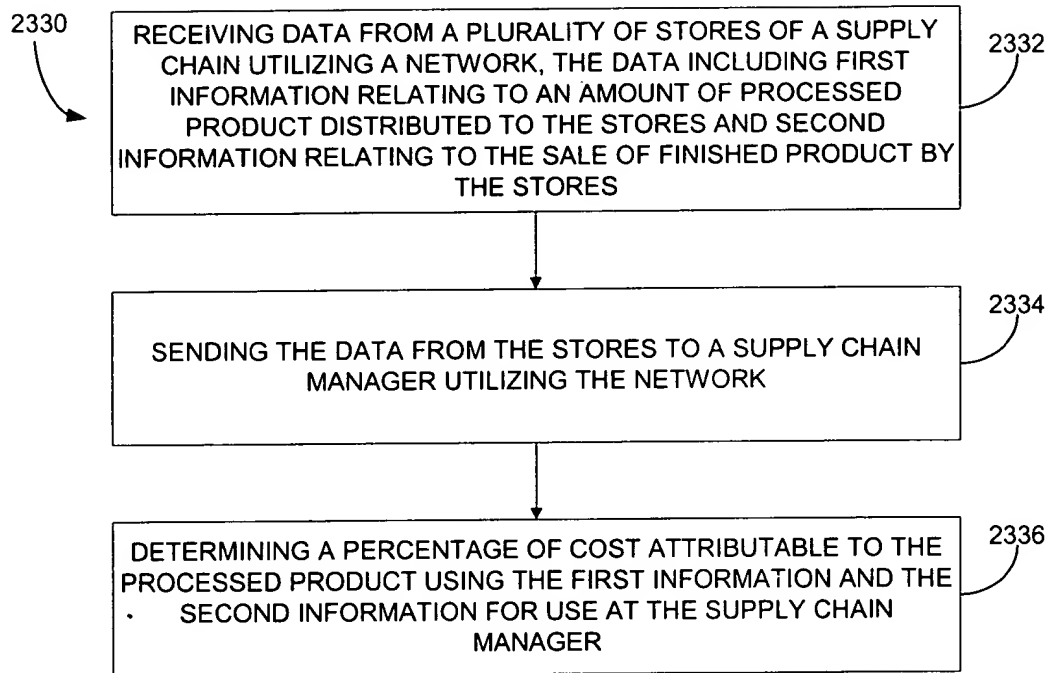 2330
RECEIVING DATA FROM A PLURALITY OF STORES OF A SUPPLY
CHAIN UTILIZING A NETWORK, THE DATA INCLUDING FIRST
INFORMATION RELATING TO AN AMOUNT OF PROCESSED
PRODUCT DISTRIBUTED TO THE STORES AND SECOND
INFORMATION RELATING TO THE SALE OF FINISHED PRODUCT BY
THE STORES
2332
SENDING THE DATA FROM THE STORES TO A SUPPLY CHAIN
MANAGER UTILIZING THE NETWORK
2334
DETERMINING A PERCENTAGE OF COST ATTRIBUTABLE TO THE
PROCESSED PRODUCT USING THE FIRST INFORMATION AND THE
SECOND INFORMATION FOR USE AT THE SUPPLY CHAIN
MANAGER
2336